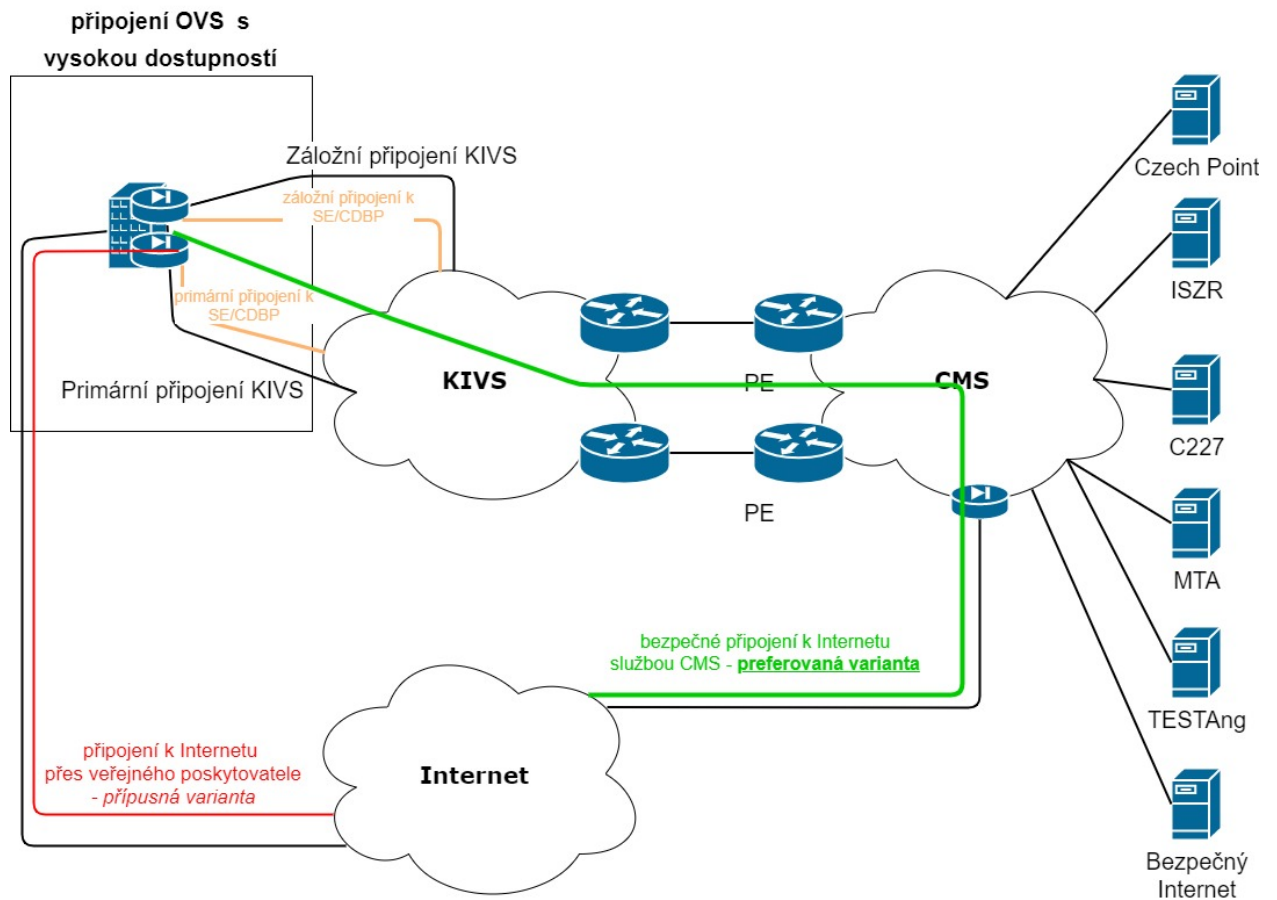 připojení OVS s
vysokou dostupností
Záložní připojení KIVS
záložní připojení k
SE/CDBP
primární připojení k
SE/CDBP
Primární připojení KIVS
KIVS
PE
CMS
PE
Czech Point
ISZR
C227
MTA
TESTAng
Bezpečný
Internet
bezpečné připojení k Internetu
službou CMS - preferovaná varianta
Internet
připojení k Internetu
přes veřejného poskytovatele
- přípusná varianta